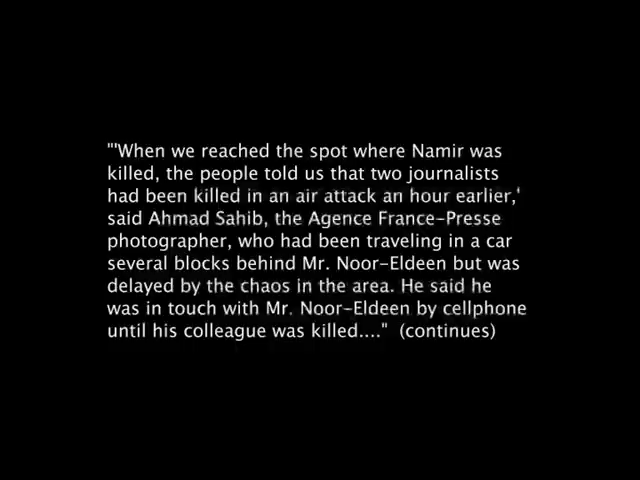 "'When we reached the spot where Namir was
killed, the people told us that two journalists
had been killed in an air attack an hour earlier,'
said Ahmad Sahib, the Agence France-Presse
photographer, who had been traveling in a car
several blocks behind Mr. Noor-Eldeen but was
delayed by the chaos in the area. He said he
was in touch with Mr. Noor-Eldeen by cellphone
until his colleague was killed...." (continues)